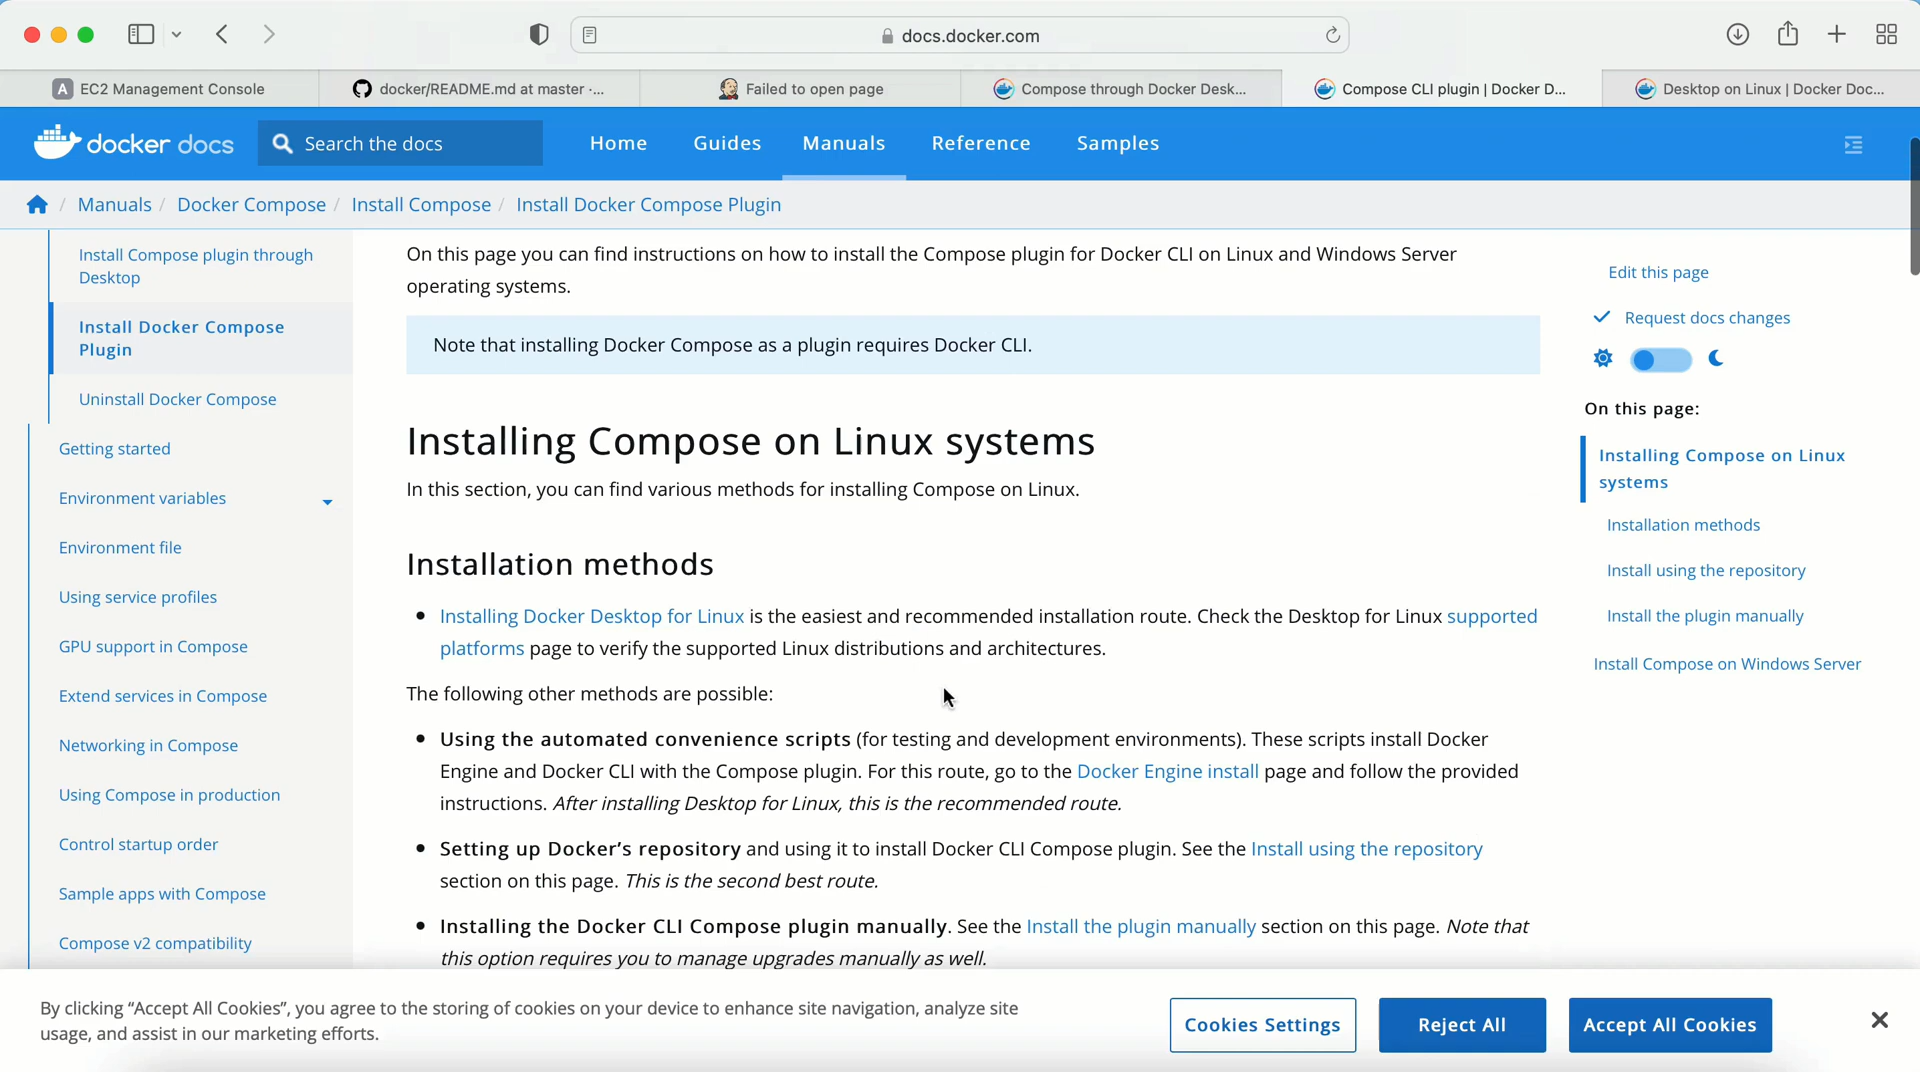 docs.docker.com
A EC2 Management Console
docker/README.md at master ·...
Failed to open page
Compose through Docker Desk...
Compose CLI plugin | Docker D...
Desktop on Linux | Docker Doc...
docker docs
Search the docs
Home
Guides
Manuals
Reference
Samples
/ Manuals / Docker Compose / Install Compose / Install Docker Compose Plugin
Install Compose plugin through
Desktop
Install Docker Compose
Plugin
Uninstall Docker Compose
Getting started
Environment variables
Environment file
Using service profiles
GPU support in Compose
Extend services in Compose
Networking in Compose
Using Compose in production
Control startup order
Sample apps with Compose
Compose v2 compatibility
On this page you can find instructions on how to install the Compose plugin for Docker CLI on Linux and Windows Server
operating systems.
Note that installing Docker Compose as a plugin requires Docker CLI.
Installing Compose on Linux systems
In this section, you can find various methods for installing Compose on Linux.
Installation methods
• Installing Docker Desktop for Linux is the easiest and recommended installation route. Check the Desktop for Linux supported
platforms page to verify the supported Linux distributions and architectures.
The following other methods are possible:
• Using the automated convenience scripts (for testing and development environments). These scripts install Docker
Engine and Docker CLI with the Compose plugin. For this route, go to the Docker Engine install page and follow the provided
instructions. After installing Desktop for Linux, this is the recommended route.
• Setting up Docker’s repository and using it to install Docker CLI Compose plugin. See the Install using the repository
section on this page. This is the second best route.
• Installing the Docker CLI Compose plugin manually. See the Install the plugin manually section on this page. Note that
this option requires you to manage upgrades manually as well.
Edit this page
Request docs changes
On this page:
Installing Compose on Linux
systems
Installation methods
Install using the repository
Install the plugin manually
Install Compose on Windows Server
By clicking “Accept All Cookies”, you agree to the storing of cookies on your device to enhance site navigation, analyze site
usage, and assist in our marketing efforts.
Cookies Settings
Reject All
Accept All Cookies